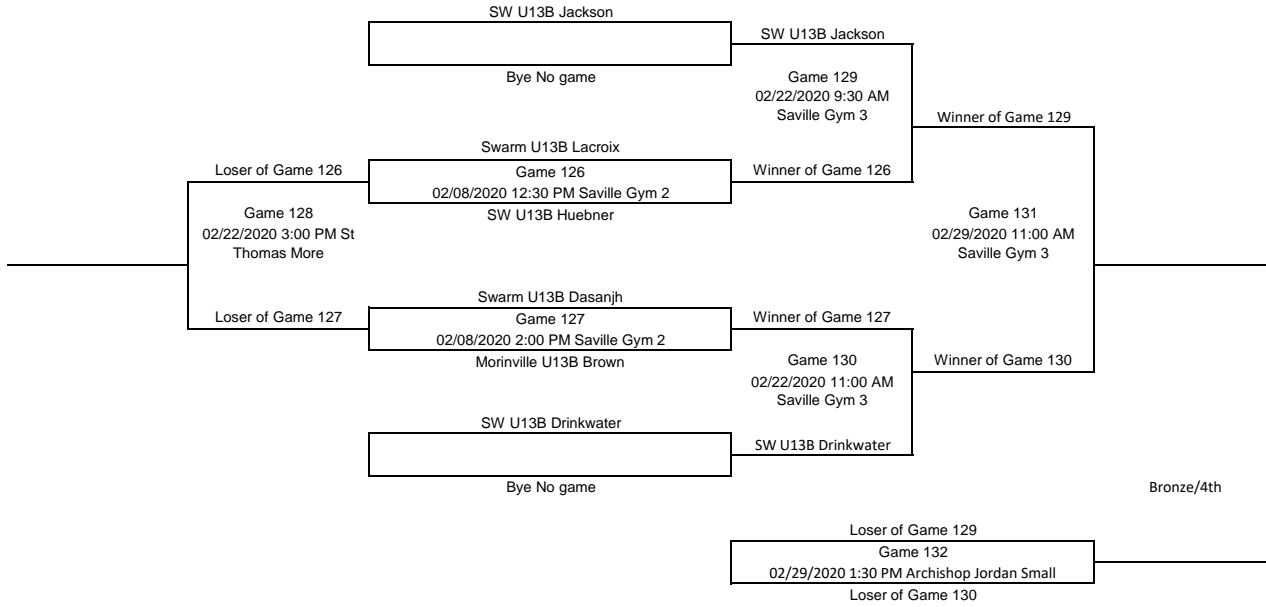 SW U13B Jackson
SW U13B Jackson
Bye No game
Game 129
02/22/2020 9:30 AM
Saville Gym 3
Winner of Game 129
Swarm U13B Lacroix
Loser of Game 126
Game 126
Winner of Game 126
02/08/2020 12:30 PM Saville Gym 2
SW U13B Huebner
Game 128
02/22/2020 3:00 PM St
Thomas More
Game 131
02/29/2020 11:00 AM
Saville Gym 3
Swarm U13B Dasanjh
Loser of Game 127
Game 127
Winner of Game 127
02/08/2020 2:00 PM Saville Gym 2
Morinville U13B Brown
Game 130
02/22/2020 11:00 AM
Saville Gym 3
Winner of Game 130
SW U13B Drinkwater
SW U13B Drinkwater
Bye No game
Bronze/4th
Loser of Game 129
Game 132
02/29/2020 1:30 PM Archishop Jordan Small
Loser of Game 130